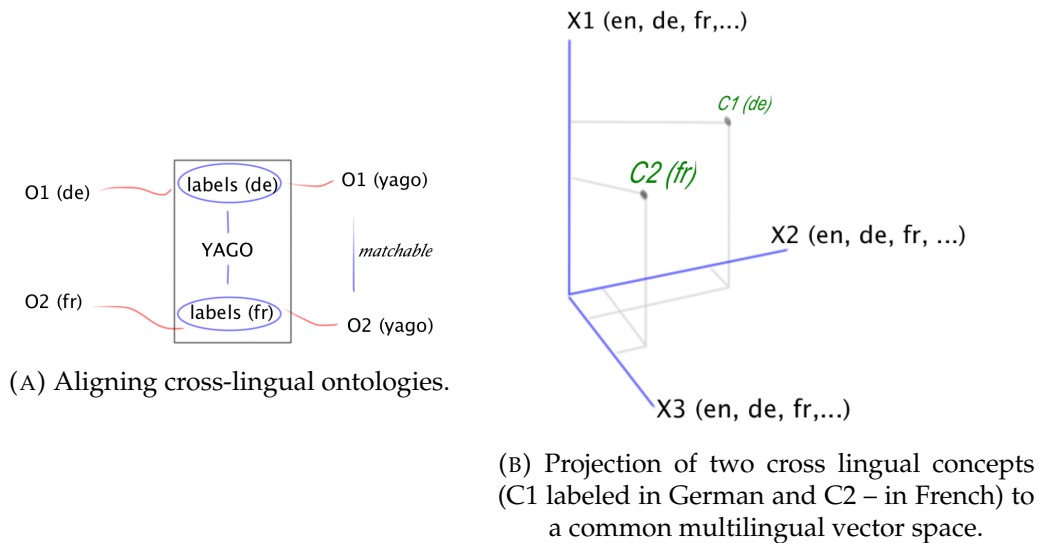 O1 (de)
labels (de)
O1 (yago)
YAGO
matchable
O2 (fr)
labels (fr)
O2 (yago)
(A) Aligning cross-lingual ontologies.
X1 (en, de, fr,...)
C1 (de)
C2 (fr)
X2 (en, de, fr, ...)
X3 (en, de, fr,...)
(B) Projection of two cross lingual concepts
(C1 labeled in German and C2 – in French) to
a common multilingual vector space.